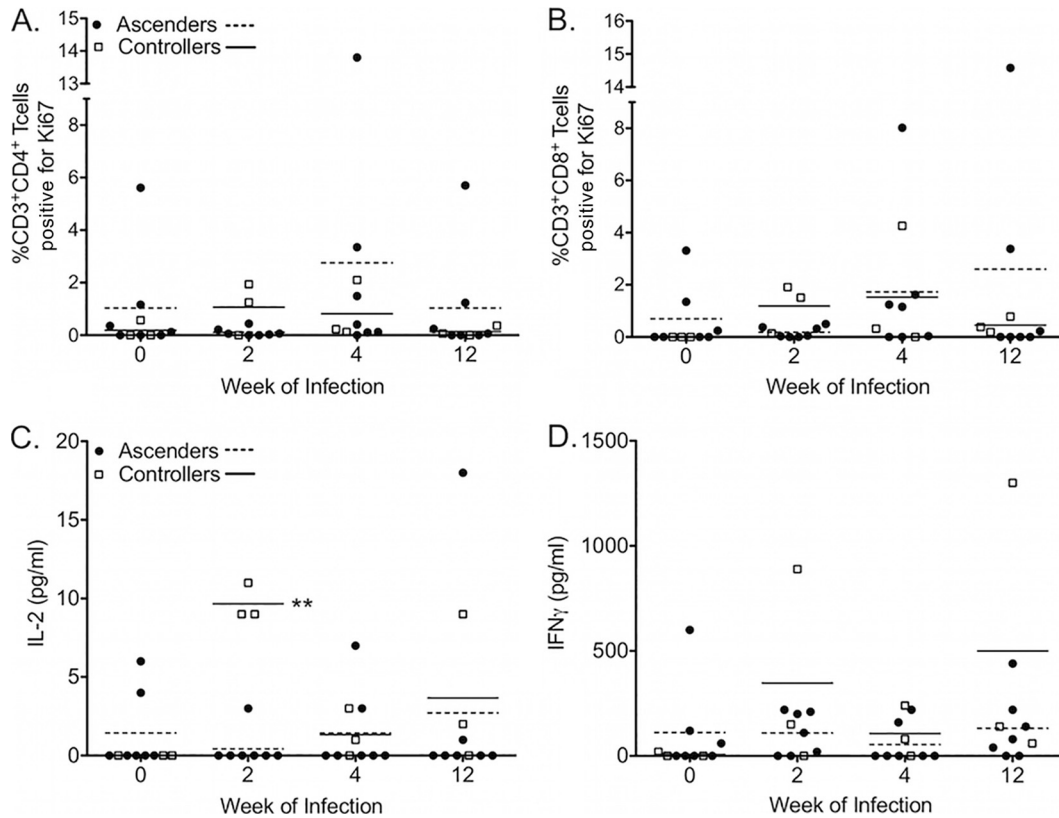 A.
Ascenders
Controllers
15
14
13
8
6
4
2
0
%CD3+CD4+ Tcells
positive for Ki67
0 2 4 12
Week of Infection
B.
16
15
14
8
6
4
2
0
%CD3+CD8+ Tcells
positive for Ki67
0 2 4 12
Week of Infection
C.
Ascenders
Controllers
20
15
10
5
0
IL-2 (pg/ml)
**
0 2 4 12
Week of Infection
D.
1500
1000
500
0
IFNγ (pg/ml)
0 2 4 12
Week of Infection